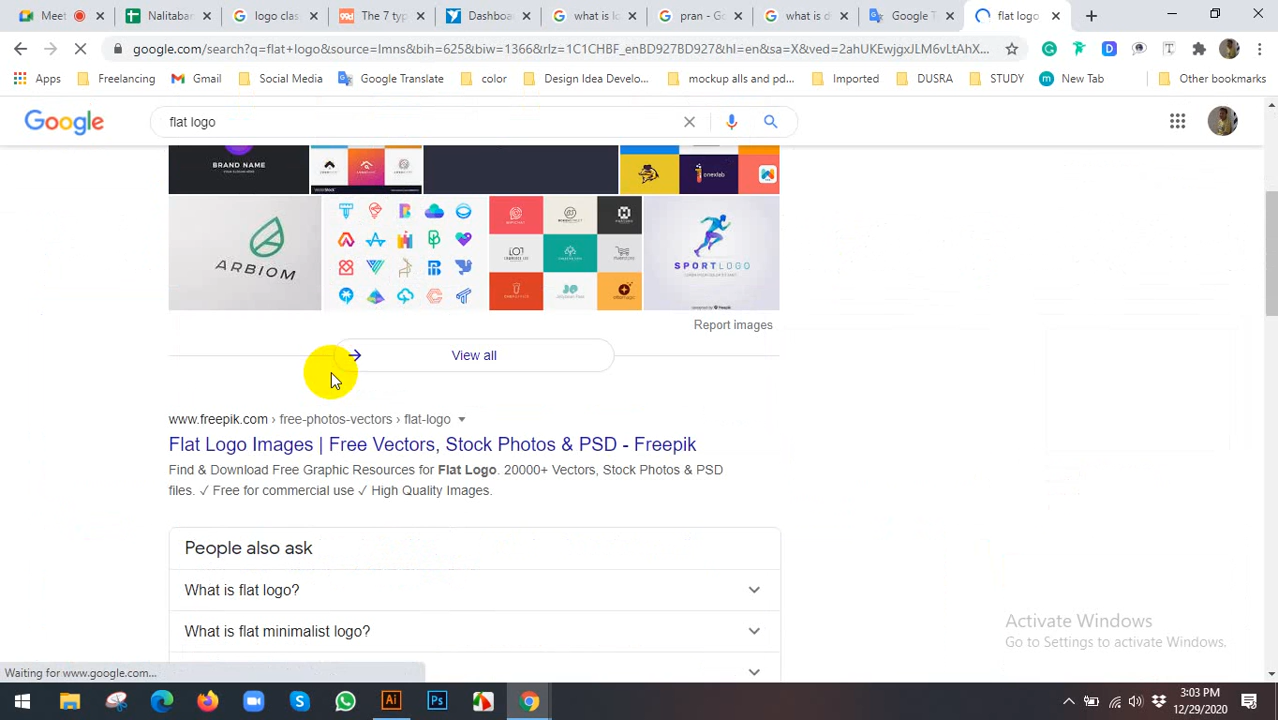 Meet
Nalitabar
logo clas
99d The 7 typ
Dashboa
what is lo
pran - Go
what is d
Google T
flat logo
google.com/search?q=flat+logo&source=lmns&bih=625&biw=1366&rlz=1C1CHBF_enBD927BD927&hl=en&sa=X&ved=2ahUKEwjgxJLM6vLtAhX...
Apps
Freelancing
Gmail
Social Media
Google Translate
color
Design Idea Develo...
mockup alls and pd...
Imported
DUSRA
STUDY
New Tab
Other bookmarks
Google
flat logo
BRAND NAME
onexlab
ARBIOM
SPORTLOGO
Report images
View all
www.freepik.com › free-photos-vectors › flat-logo
Flat Logo Images | Free Vectors, Stock Photos & PSD - Freepik
Find & Download Free Graphic Resources for Flat Logo. 20000+ Vectors, Stock Photos & PSD
files. ✓ Free for commercial use ✓ High Quality Images.
People also ask
What is flat logo?
What is flat minimalist logo?
Activate Windows
Go to Settings to activate Windows.
Waiting for www.google.com...
Ai
Ps
3:03 PM
12/29/2020